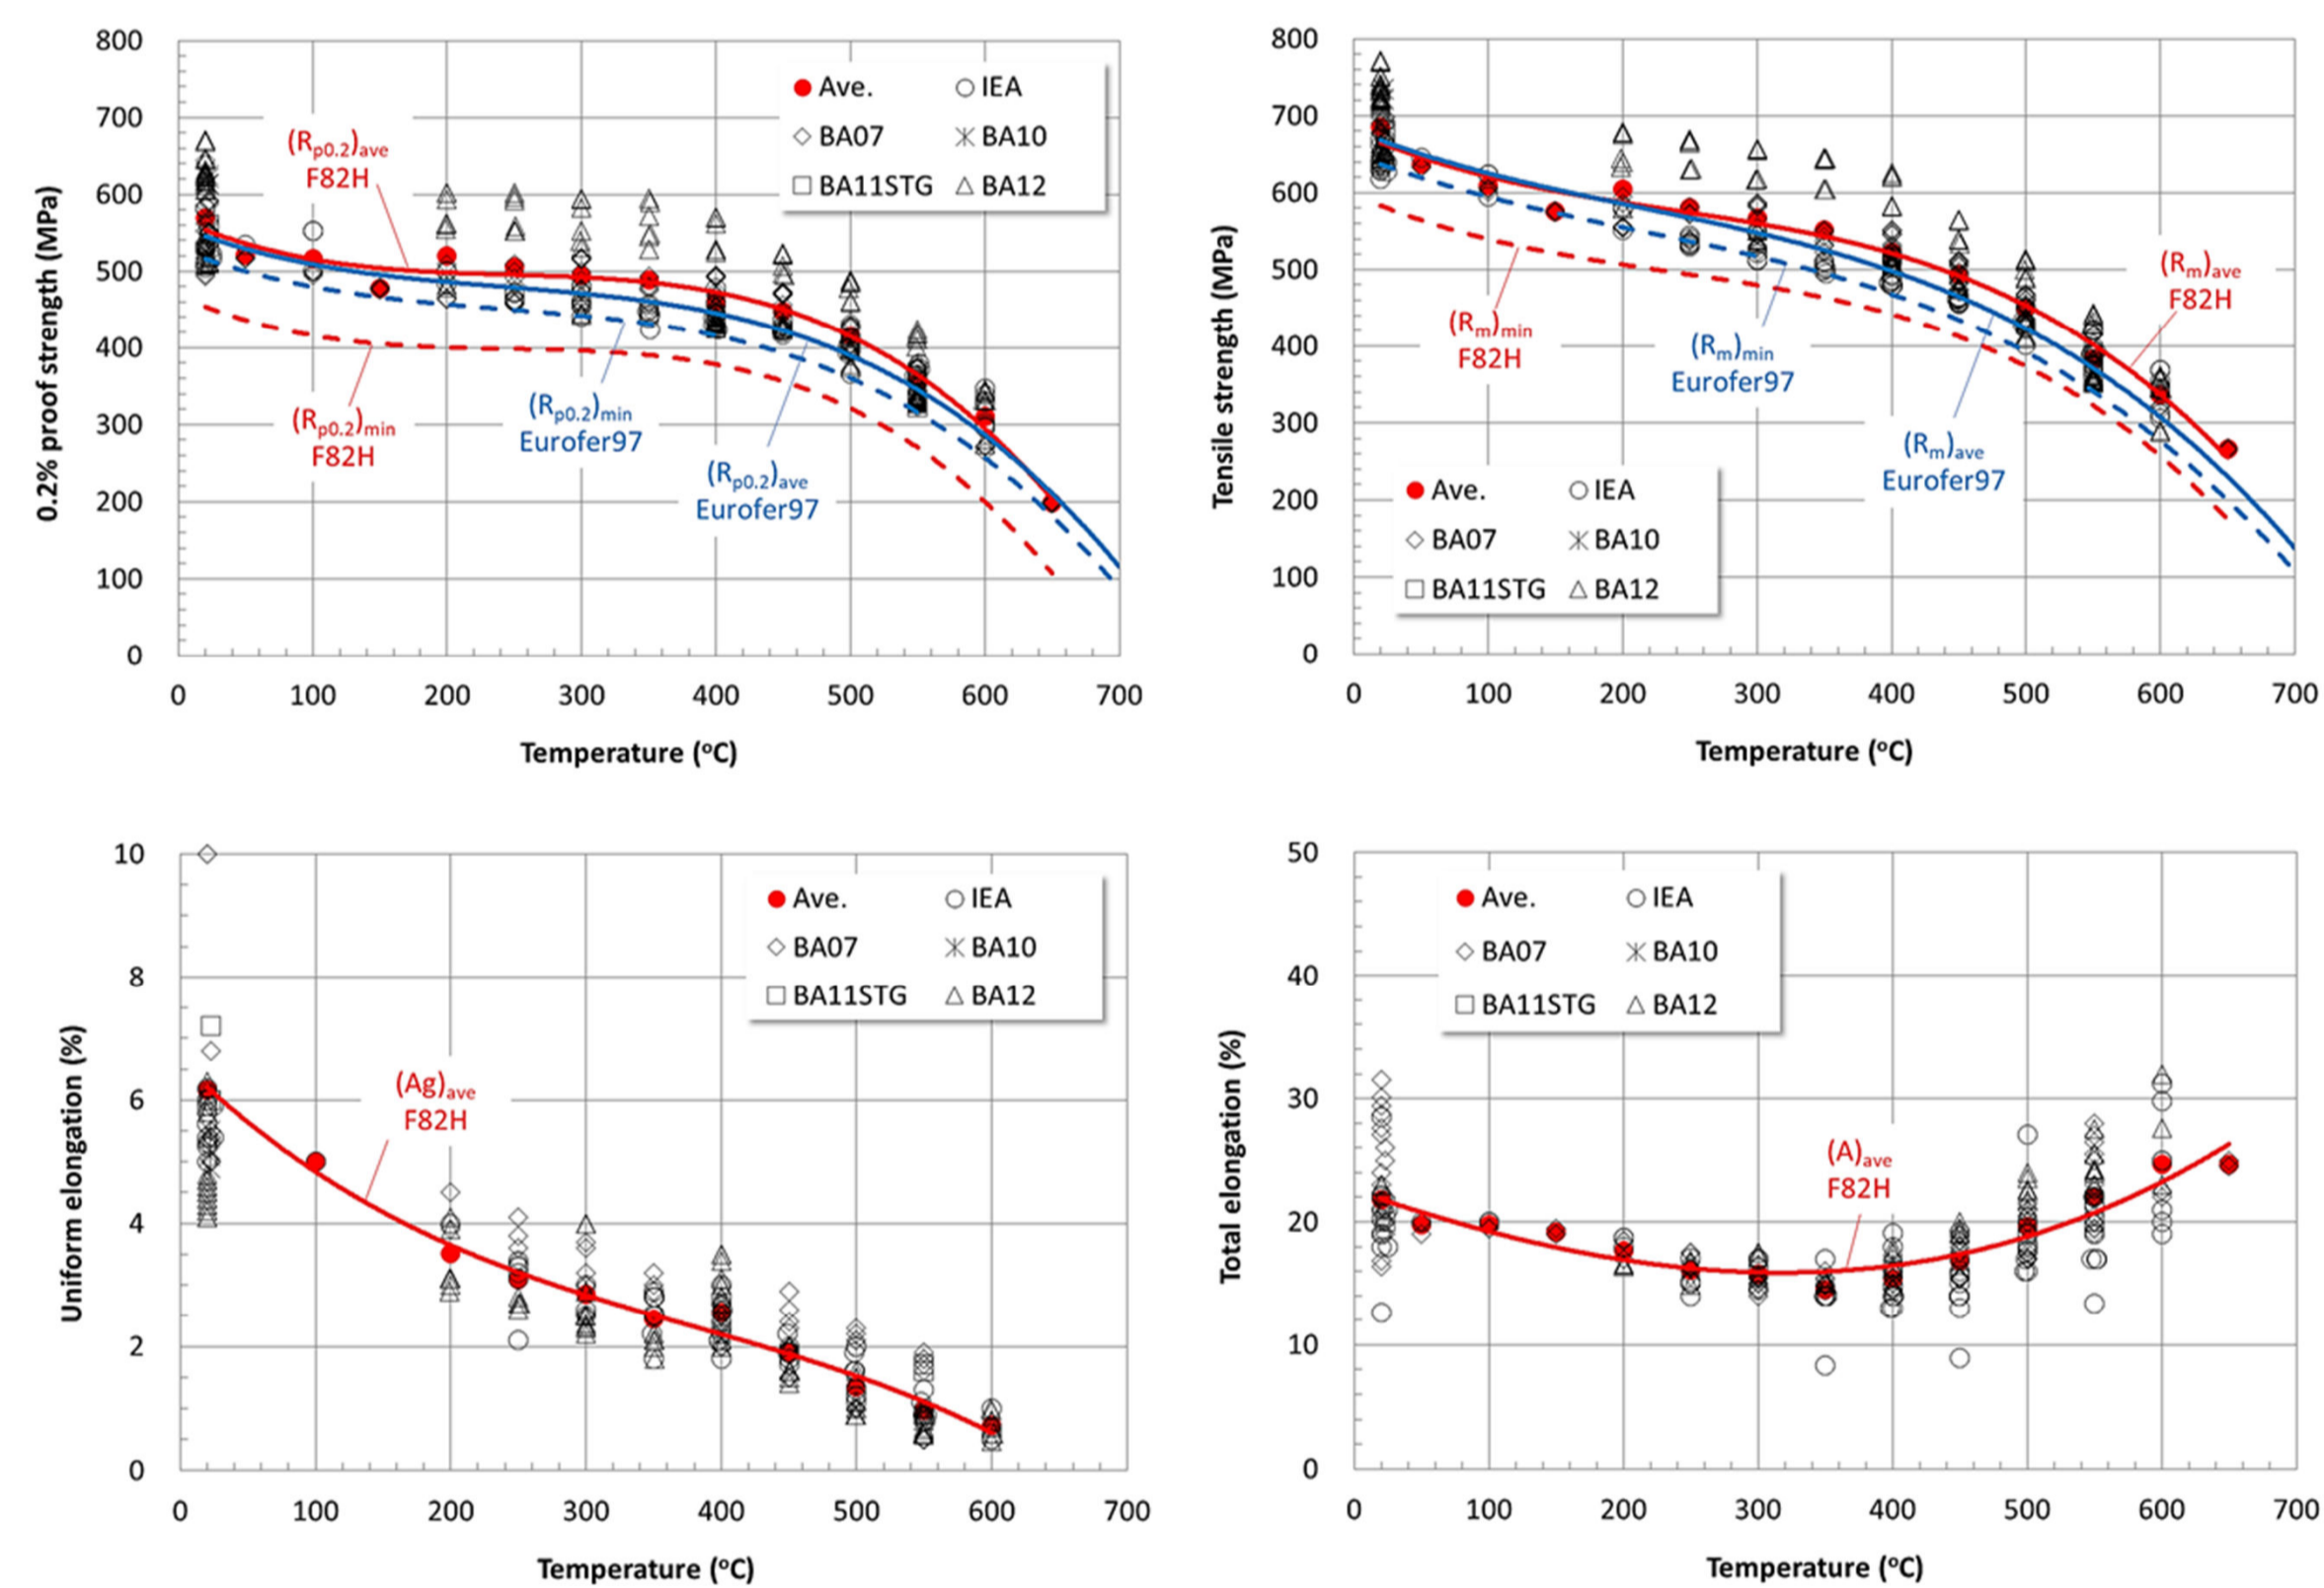 800
700
600
500
400
300
200
100
0
0.2% proof strength (MPa)
Ave. IEA
BA07 BA10
BA11STG BA12
(Rp0.2)ave
F82H
(Rp0.2)min
F82H
(Rp0.2)min
Eurofer97
(Rp0.2)ave
Eurofer97
0 100 200 300 400 500 600 700
Temperature (oC)
800
700
600
500
400
300
200
100
0
Tensile strength (MPa)
(Rm)ave
F82H
(Rm)min
F82H
(Rm)min
Eurofer97
(Rm)ave
Eurofer97
Ave. IEA
BA07 BA10
BA11STG BA12
0 100 200 300 400 500 600 700
Temperature (oC)
10
8
6
4
2
0
Uniform elongation (%)
Ave. IEA
BA07 BA10
BA11STG BA12
(Ag)ave
F82H
0 100 200 300 400 500 600 700
Temperature (oC)
50
40
30
20
10
0
Total elongation (%)
Ave. IEA
BA07 BA10
BA11STG BA12
(A)ave
F82H
0 100 200 300 400 500 600 700
Temperature (oC)